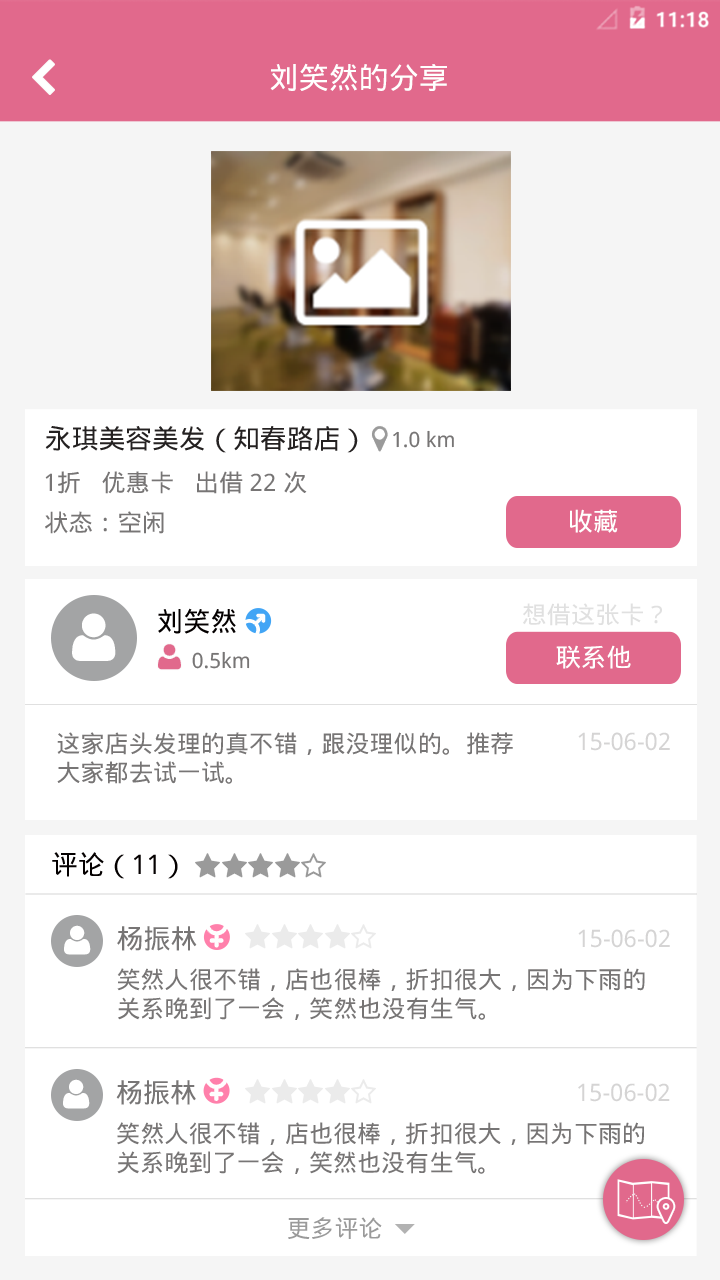 11:18
刘笑然的分享
永琪美容美发（知春路店） 1.0 km
1折 优惠卡 出借 22 次
状态：空闲
收藏
刘笑然
0.5km
想借这张卡？
联系他
这家店头发理的真不错，跟没理似的。推荐
大家都去试一试。
15-06-02
评论（11）
杨振林
15-06-02
笑然人很不错，店也很棒，折扣很大，因为下雨的
关系晚到了一会，笑然也没有生气。
杨振林
15-06-02
笑然人很不错，店也很棒，折扣很大，因为下雨的
关系晚到了一会，笑然也没有生气。
更多评论